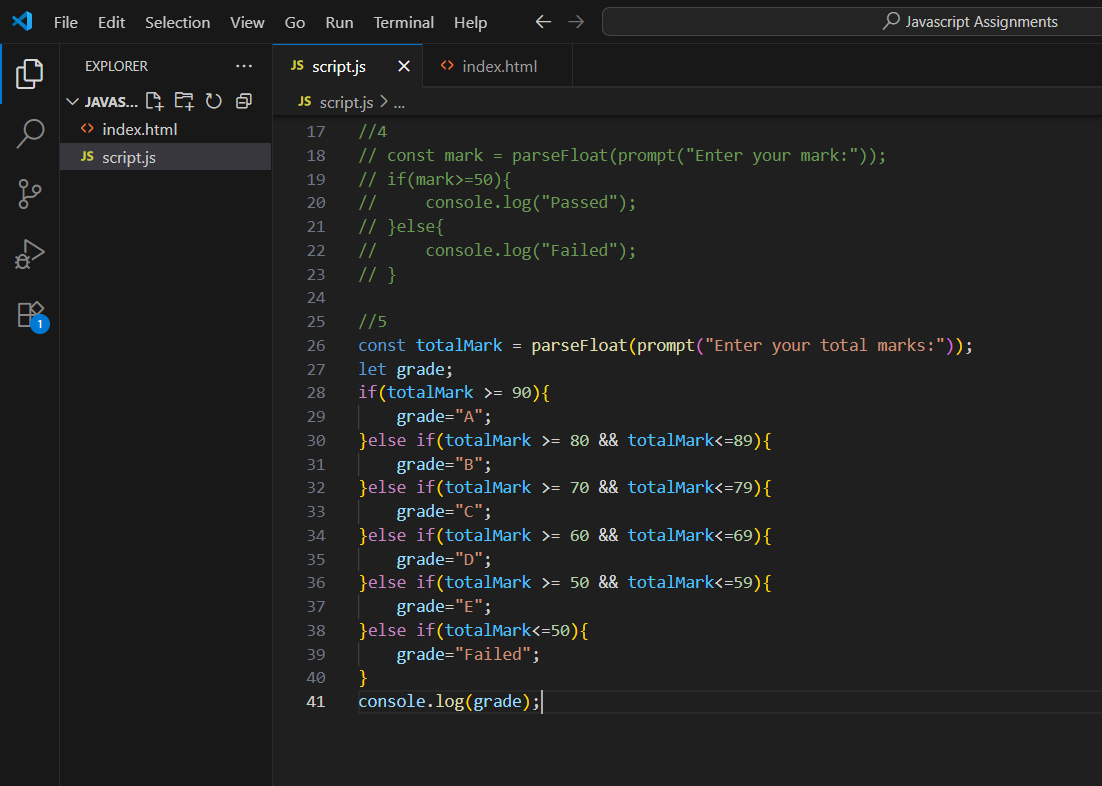 File Edit Selection View Go Run Terminal Help ← → Javascript Assignments
EXPLORER ...
JAVAS...
index.html
JS script.js
1
JS script.js × <> index.html
JS script.js > ...
17 //4
18 // const mark = parseFloat(prompt("Enter your mark:"));
19 // if(mark>=50){
20 //     console.log("Passed");
21 // }else{
22 //     console.log("Failed");
23 // }
24
25 //5
26 const totalMark = parseFloat(prompt("Enter your total marks:"));
27 let grade;
28 if(totalMark >= 90){
29     grade="A";
30 }else if(totalMark >= 80 && totalMark<=89){
31     grade="B";
32 }else if(totalMark >= 70 && totalMark<=79){
33     grade="C";
34 }else if(totalMark >= 60 && totalMark<=69){
35     grade="D";
36 }else if(totalMark >= 50 && totalMark<=59){
37     grade="E";
38 }else if(totalMark<=50){
39     grade="Failed";
40 }
41 console.log(grade);